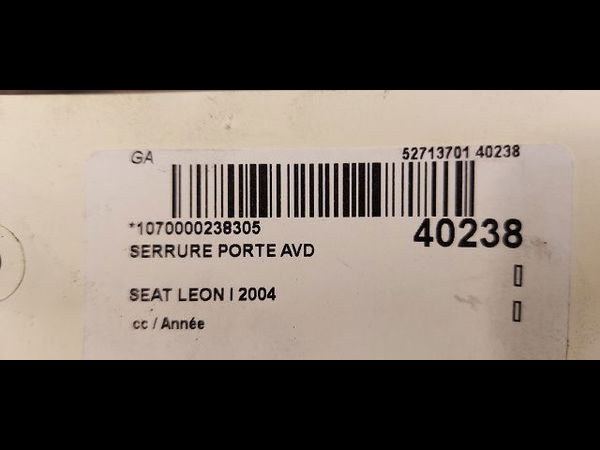 GA 52713701 40238
*1070000238305 40238
SERRURE PORTE AVD
SEAT LEON I 2004
cc / Année